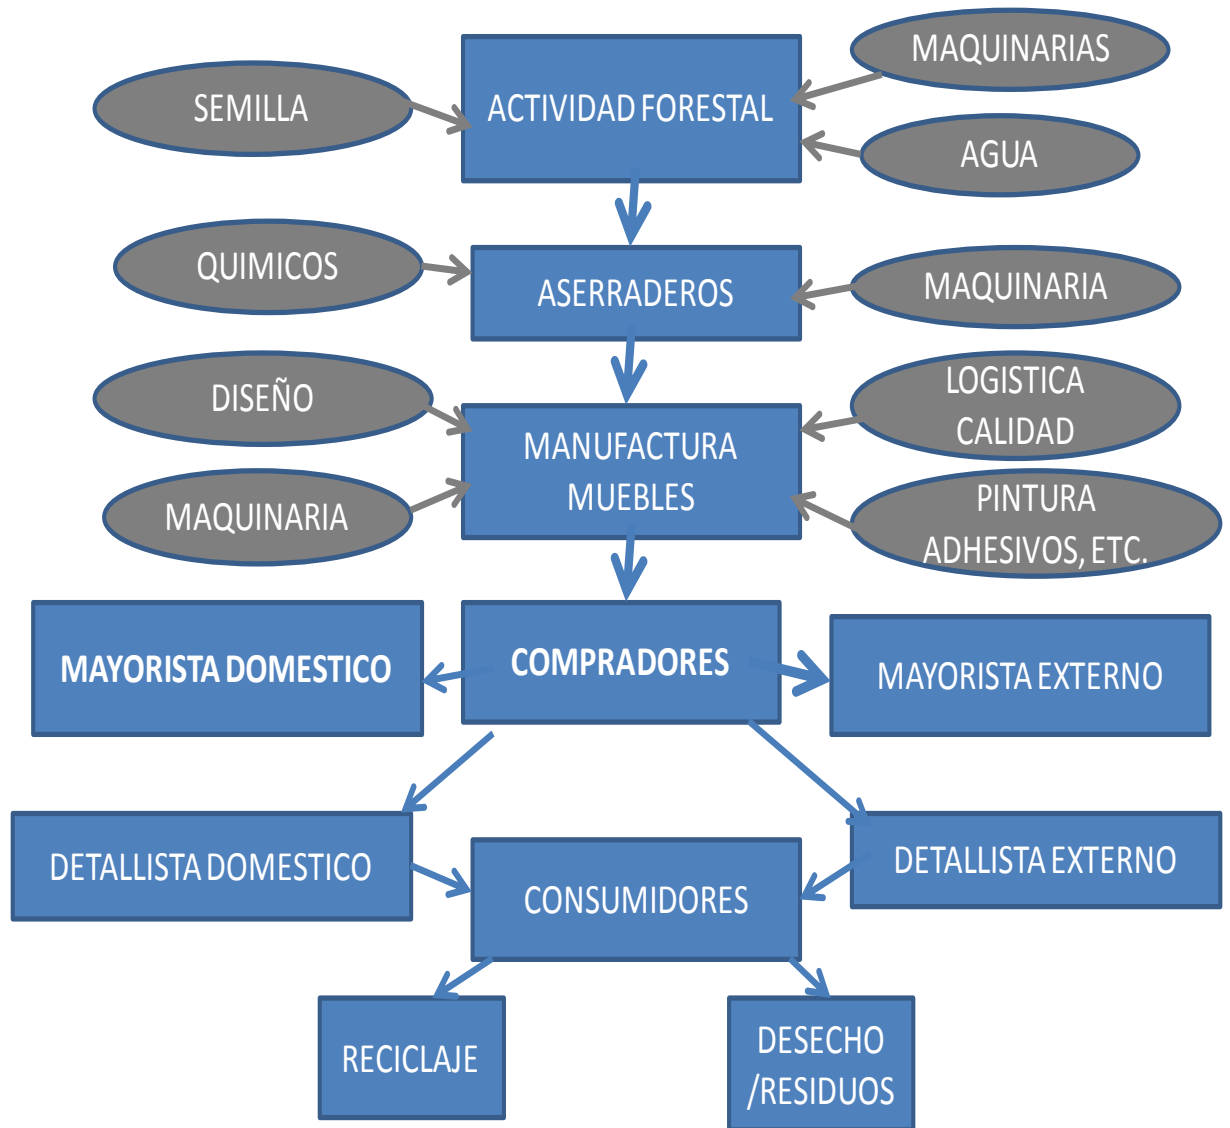 MAQUINARIAS
SEMILLA
ACTIVIDAD FORESTAL
AGUA
QUIMICOS
ASERRADEROS
MAQUINARIA
DISEÑO
LOGISTICA
CALIDAD
MANUFACTURA
MUEBLES
MAQUINARIA
PINTURA
ADHESIVOS, ETC.
MAYORISTA DOMESTICO
COMPRADORES
MAYORISTA EXTERNO
DETALLISTA DOMESTICO
CONSUMIDORES
DETALLISTA EXTERNO
RECICLAJE
DESECHO
/RESIDUOS